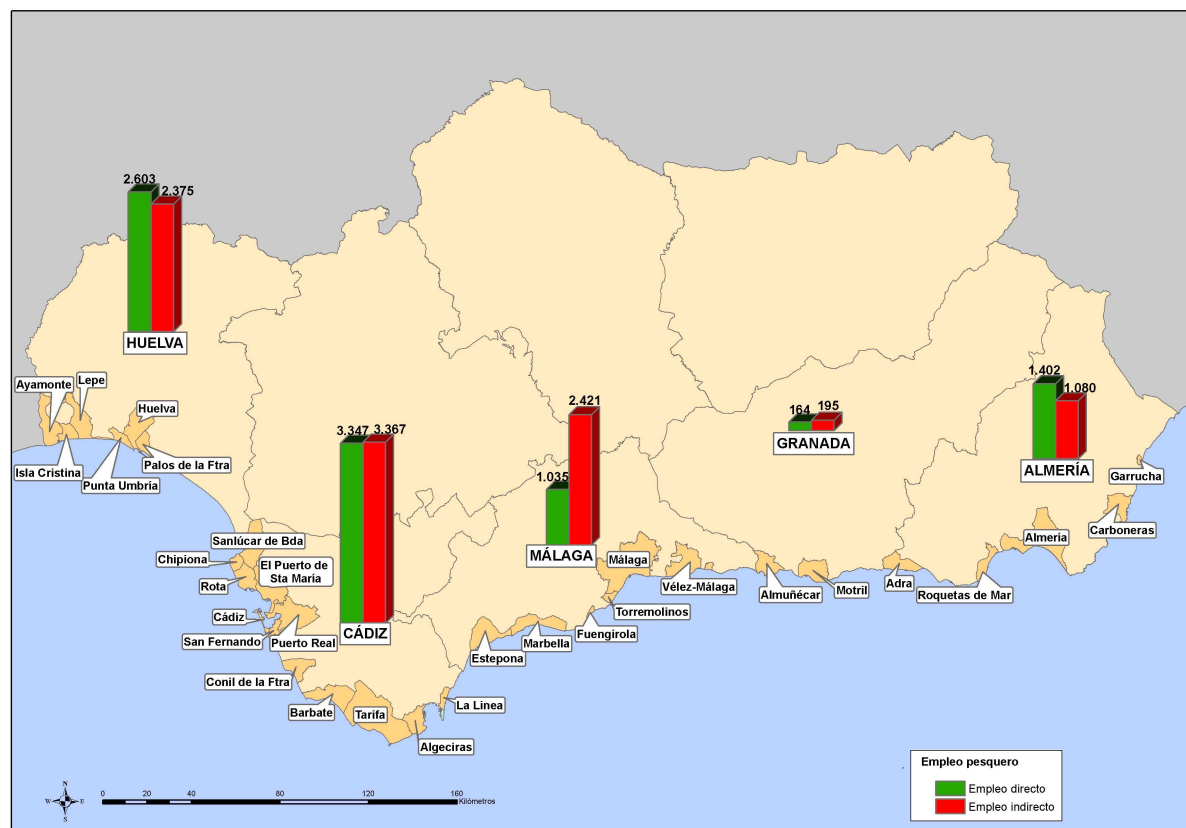 2.603
2.375
HUELVA
Ayamonte
Lepe
Huelva
Isla Cristina
Punta Umbría
Palos de la Ftra
3.347
3.367
CÁDIZ
Sanlúcar de Bda
Chipiona
El Puerto de
Sta María
Rota
Cádiz
San Fernando
Puerto Real
Conil de la Ftra
Barbate
Tarifa
Algeciras
La Linea
2.421
1.035
MÁLAGA
Málaga
Vélez-Málaga
Torremolinos
Fuengirola
Marbella
Estepona
164
195
GRANADA
Almuñécar
Motril
1.402
1.080
ALMERÍA
Garrucha
Carboneras
Almería
Adra
Roquetas de Mar
N
W
E
S
0
20
40
80
120
160
Kilómetros
Empleo pesquero
Empleo directo
Empleo indirecto